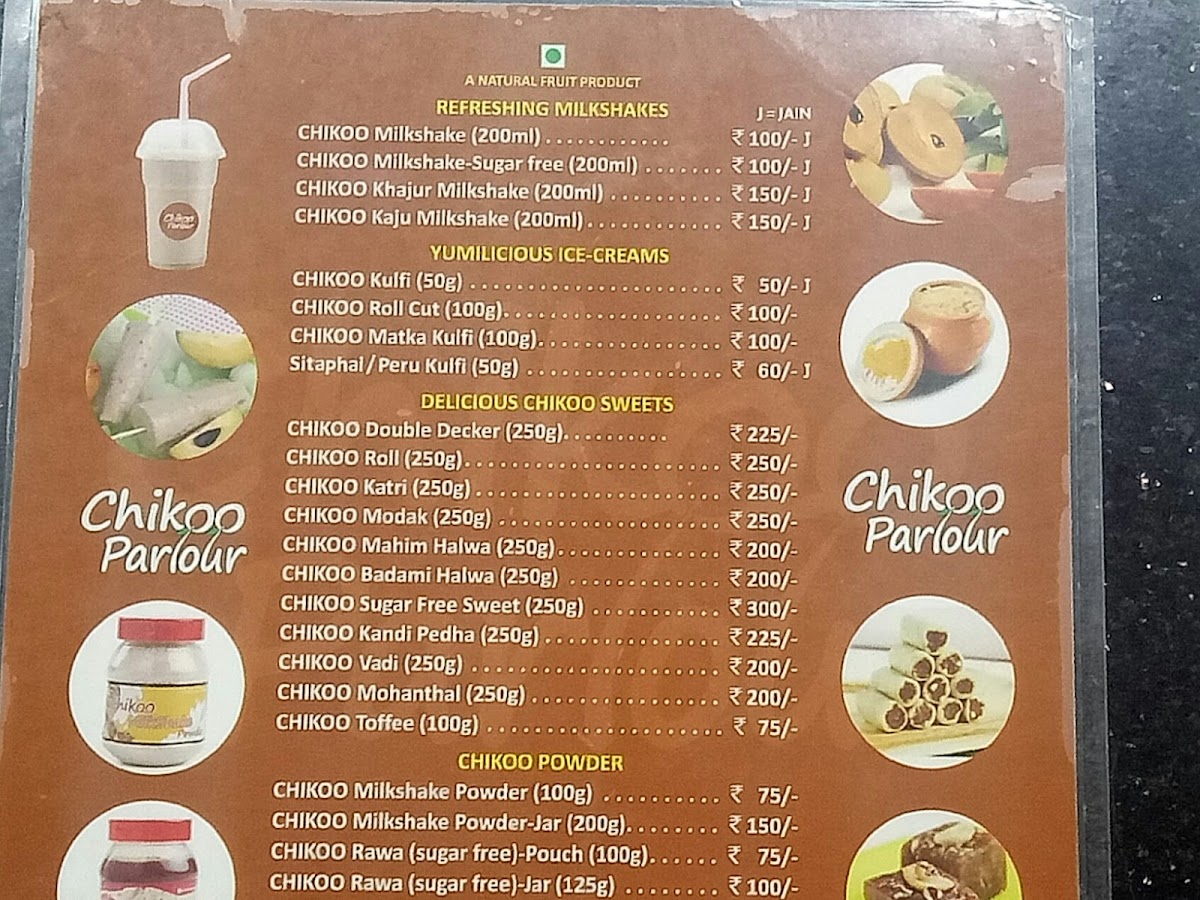 A NATURAL FRUIT PRODUCT
REFRESHING MILKSHAKES J = JAIN
CHIKOO Milkshake (200ml) . . . . . . . . . . . . ₹ 100/- J
CHIKOO Milkshake-Sugar free (200ml) . . . . . . . ₹ 100/- J
CHIKOO Khajur Milkshake (200ml) . . . . . . . . . . ₹ 150/- J
CHIKOO Kaju Milkshake (200ml) . . . . . . . . . . . . ₹ 150/- J
Chikoo
Parlour
YUMILICIOUS ICE-CREAMS
CHIKOO Kulfi (50g) . . . . . . . . . . . . . . . . . . . . . . ₹ 50/- J
CHIKOO Roll Cut (100g). . . . . . . . . . . . . . . . . . . ₹ 100/-
CHIKOO Matka Kulfi (100g). . . . . . . . . . . . . . . . ₹ 100/-
Sitaphal/Peru Kulfi (50g) . . . . . . . . . . . . . . . . . ₹ 60/- J
DELICIOUS CHIKOO SWEETS
CHIKOO Double Decker (250g). . . . . . . . . . ₹ 225/-
CHIKOO Roll (250g). . . . . . . . . . . . . . . . . . . . . . ₹ 250/-
CHIKOO Katri (250g) . . . . . . . . . . . . . . . . . . . . . ₹ 250/-
CHIKOO Modak (250g) . . . . . . . . . . . . . . . . . . . ₹ 250/-
CHIKOO Mahim Halwa (250g). . . . . . . . . . . . . . ₹ 200/-
CHIKOO Badami Halwa (250g) . . . . . . . . . . . . . ₹ 200/-
CHIKOO Sugar Free Sweet (250g) . . . . . . . . . . . ₹ 300/-
CHIKOO Kandi Pedha (250g) . . . . . . . . . . . . . . . ₹ 225/-
CHIKOO Vadi (250g) . . . . . . . . . . . . . . . . . . . . . ₹ 200/-
CHIKOO Mohanthal (250g) . . . . . . . . . . . . . . . . ₹ 200/-
CHIKOO Toffee (100g) . . . . . . . . . . . . . . . . . . . . ₹ 75/-
Chikoo
Parlour
Chikoo
Parlour
CHIKOO POWDER
CHIKOO Milkshake Powder (100g) . . . . . . . . . . ₹ 75/-
CHIKOO Milkshake Powder-Jar (200g). . . . . . . . ₹ 150/-
CHIKOO Rawa (sugar free)-Pouch (100g). . . . . . ₹ 75/-
CHIKOO Rawa (sugar free)-Jar (125g) . . . . . . . . ₹ 100/-